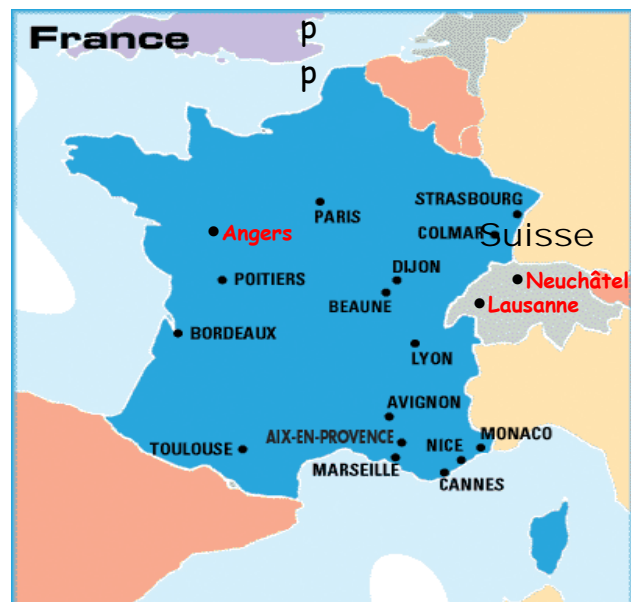 France
p
p
STRASBOURG
PARIS
Angers
COLMAR
Suisse
DIJON
POITIERS
Neuchâtel
BEAUNE
Lausanne
BORDEAUX
LYON
AVIGNON
AIX-EN-PROVENCE
MONACO
NICE
TOULOUSE
MARSEILLE
CANNES